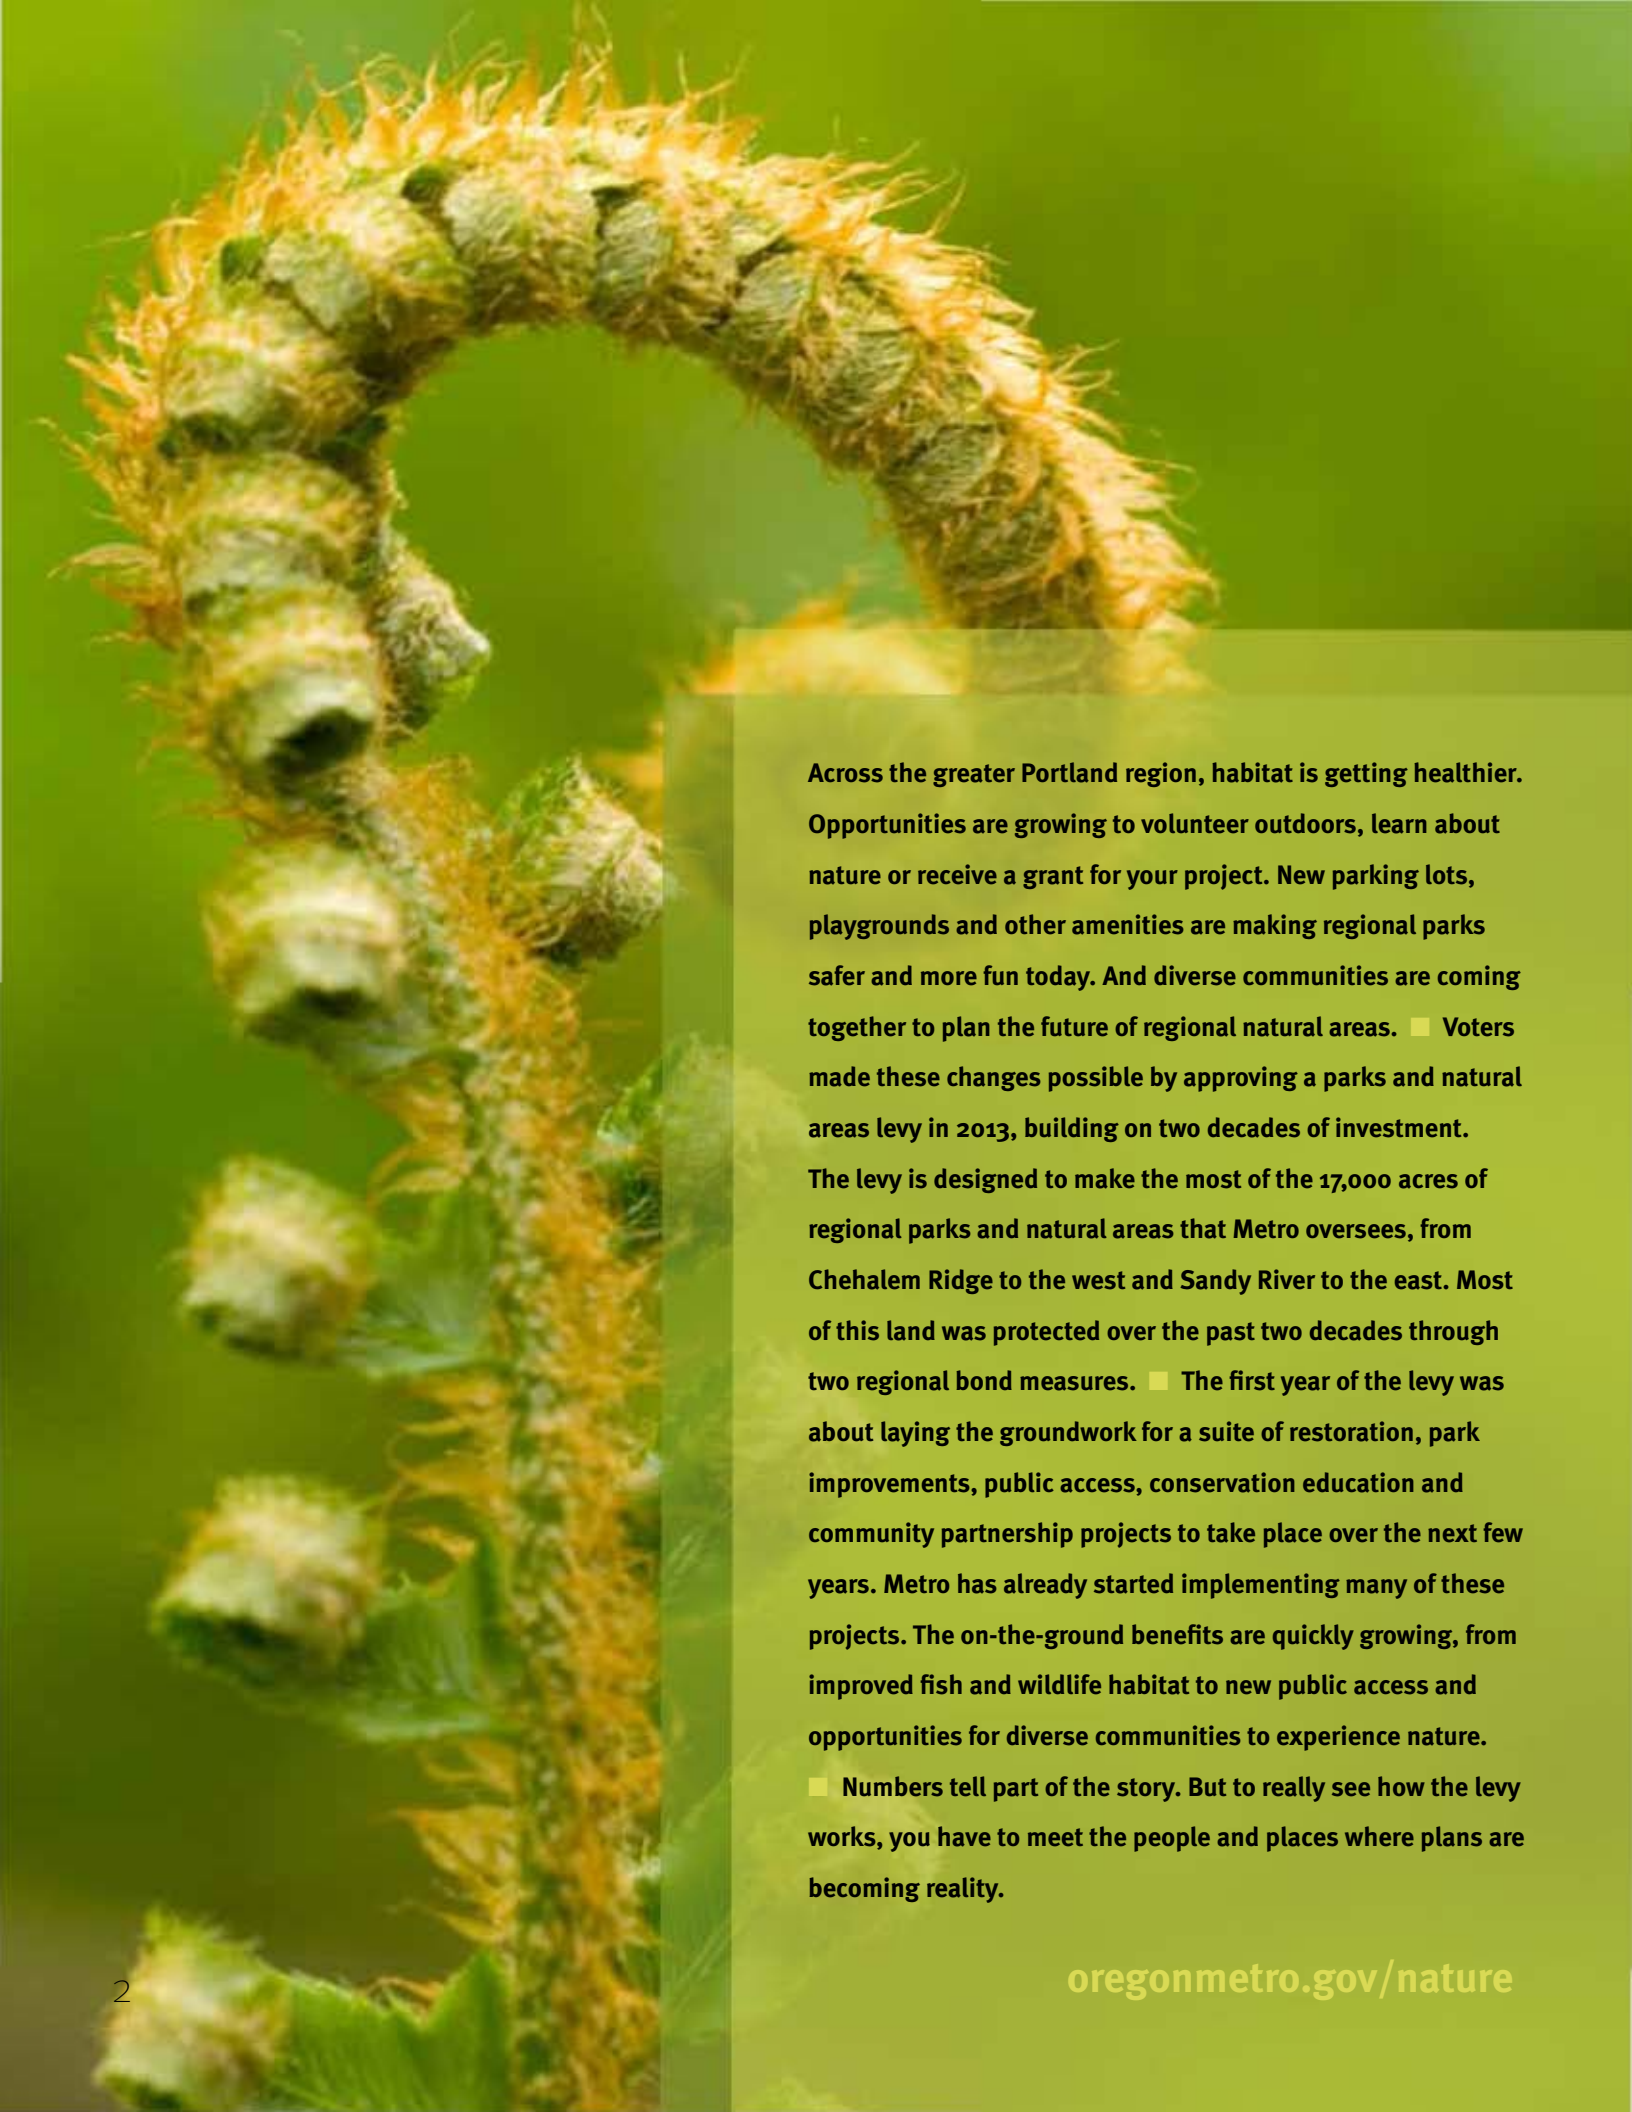 Across the greater Portland region, habitat is getting healthier.
Opportunities are growing to volunteer outdoors, learn about
nature or receive a grant for your project. New parking lots,
playgrounds and other amenities are making regional parks
safer and more fun today. And diverse communities are coming
together to plan the future of regional natural areas. ■ Voters
made these changes possible by approving a parks and natural
areas levy in 2013, building on two decades of investment.
The levy is designed to make the most of the 17,000 acres of
regional parks and natural areas that Metro oversees, from
Chehalem Ridge to the west and Sandy River to the east. Most
of this land was protected over the past two decades through
two regional bond measures. ■ The first year of the levy was
about laying the groundwork for a suite of restoration, park
improvements, public access, conservation education and
community partnership projects to take place over the next few
years. Metro has already started implementing many of these
projects. The on-the-ground benefits are quickly growing, from
improved fish and wildlife habitat to new public access and
opportunities for diverse communities to experience nature.
■ Numbers tell part of the story. But to really see how the levy
works, you have to meet the people and places where plans are
becoming reality.
oregonmetro.gov/nature
2